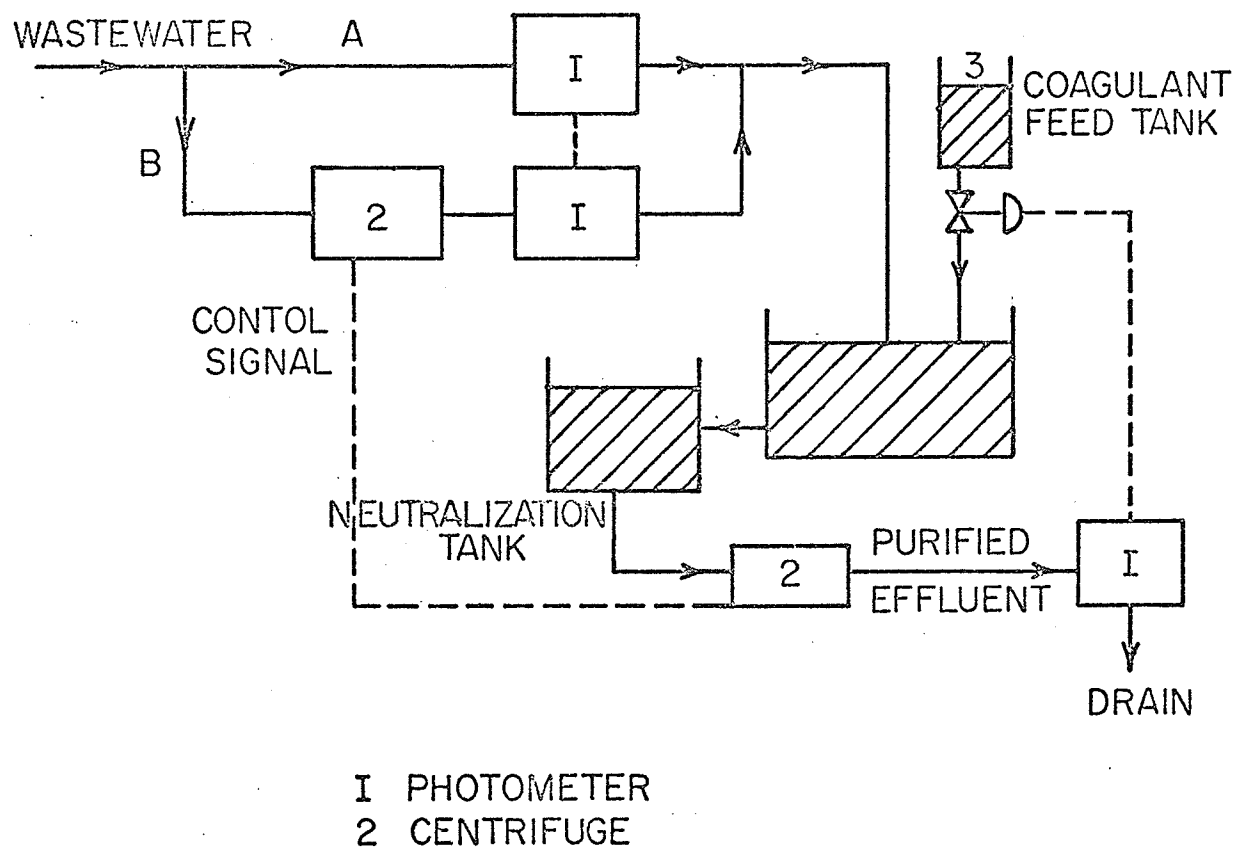 WASTEWATER
A
I
3
COAGULANT
FEED TANK
B
2
I
CONTOL
SIGNAL
NEUTRALIZATION
TANK
2
PURIFIED
EFFLUENT
I
DRAIN
I PHOTOMETER
2 CENTRIFUGE